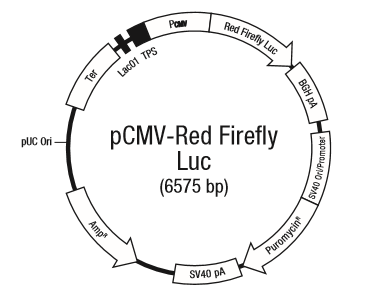 PCMV
Red Firefly Luc
BGH pA
SV40 Ori/Promoter
Puromycinᴿ
SV40 pA
Ampᴿ
pUC Ori
Ter
LacO1 TPS
pCMV-Red Firefly
Luc
(6575 bp)